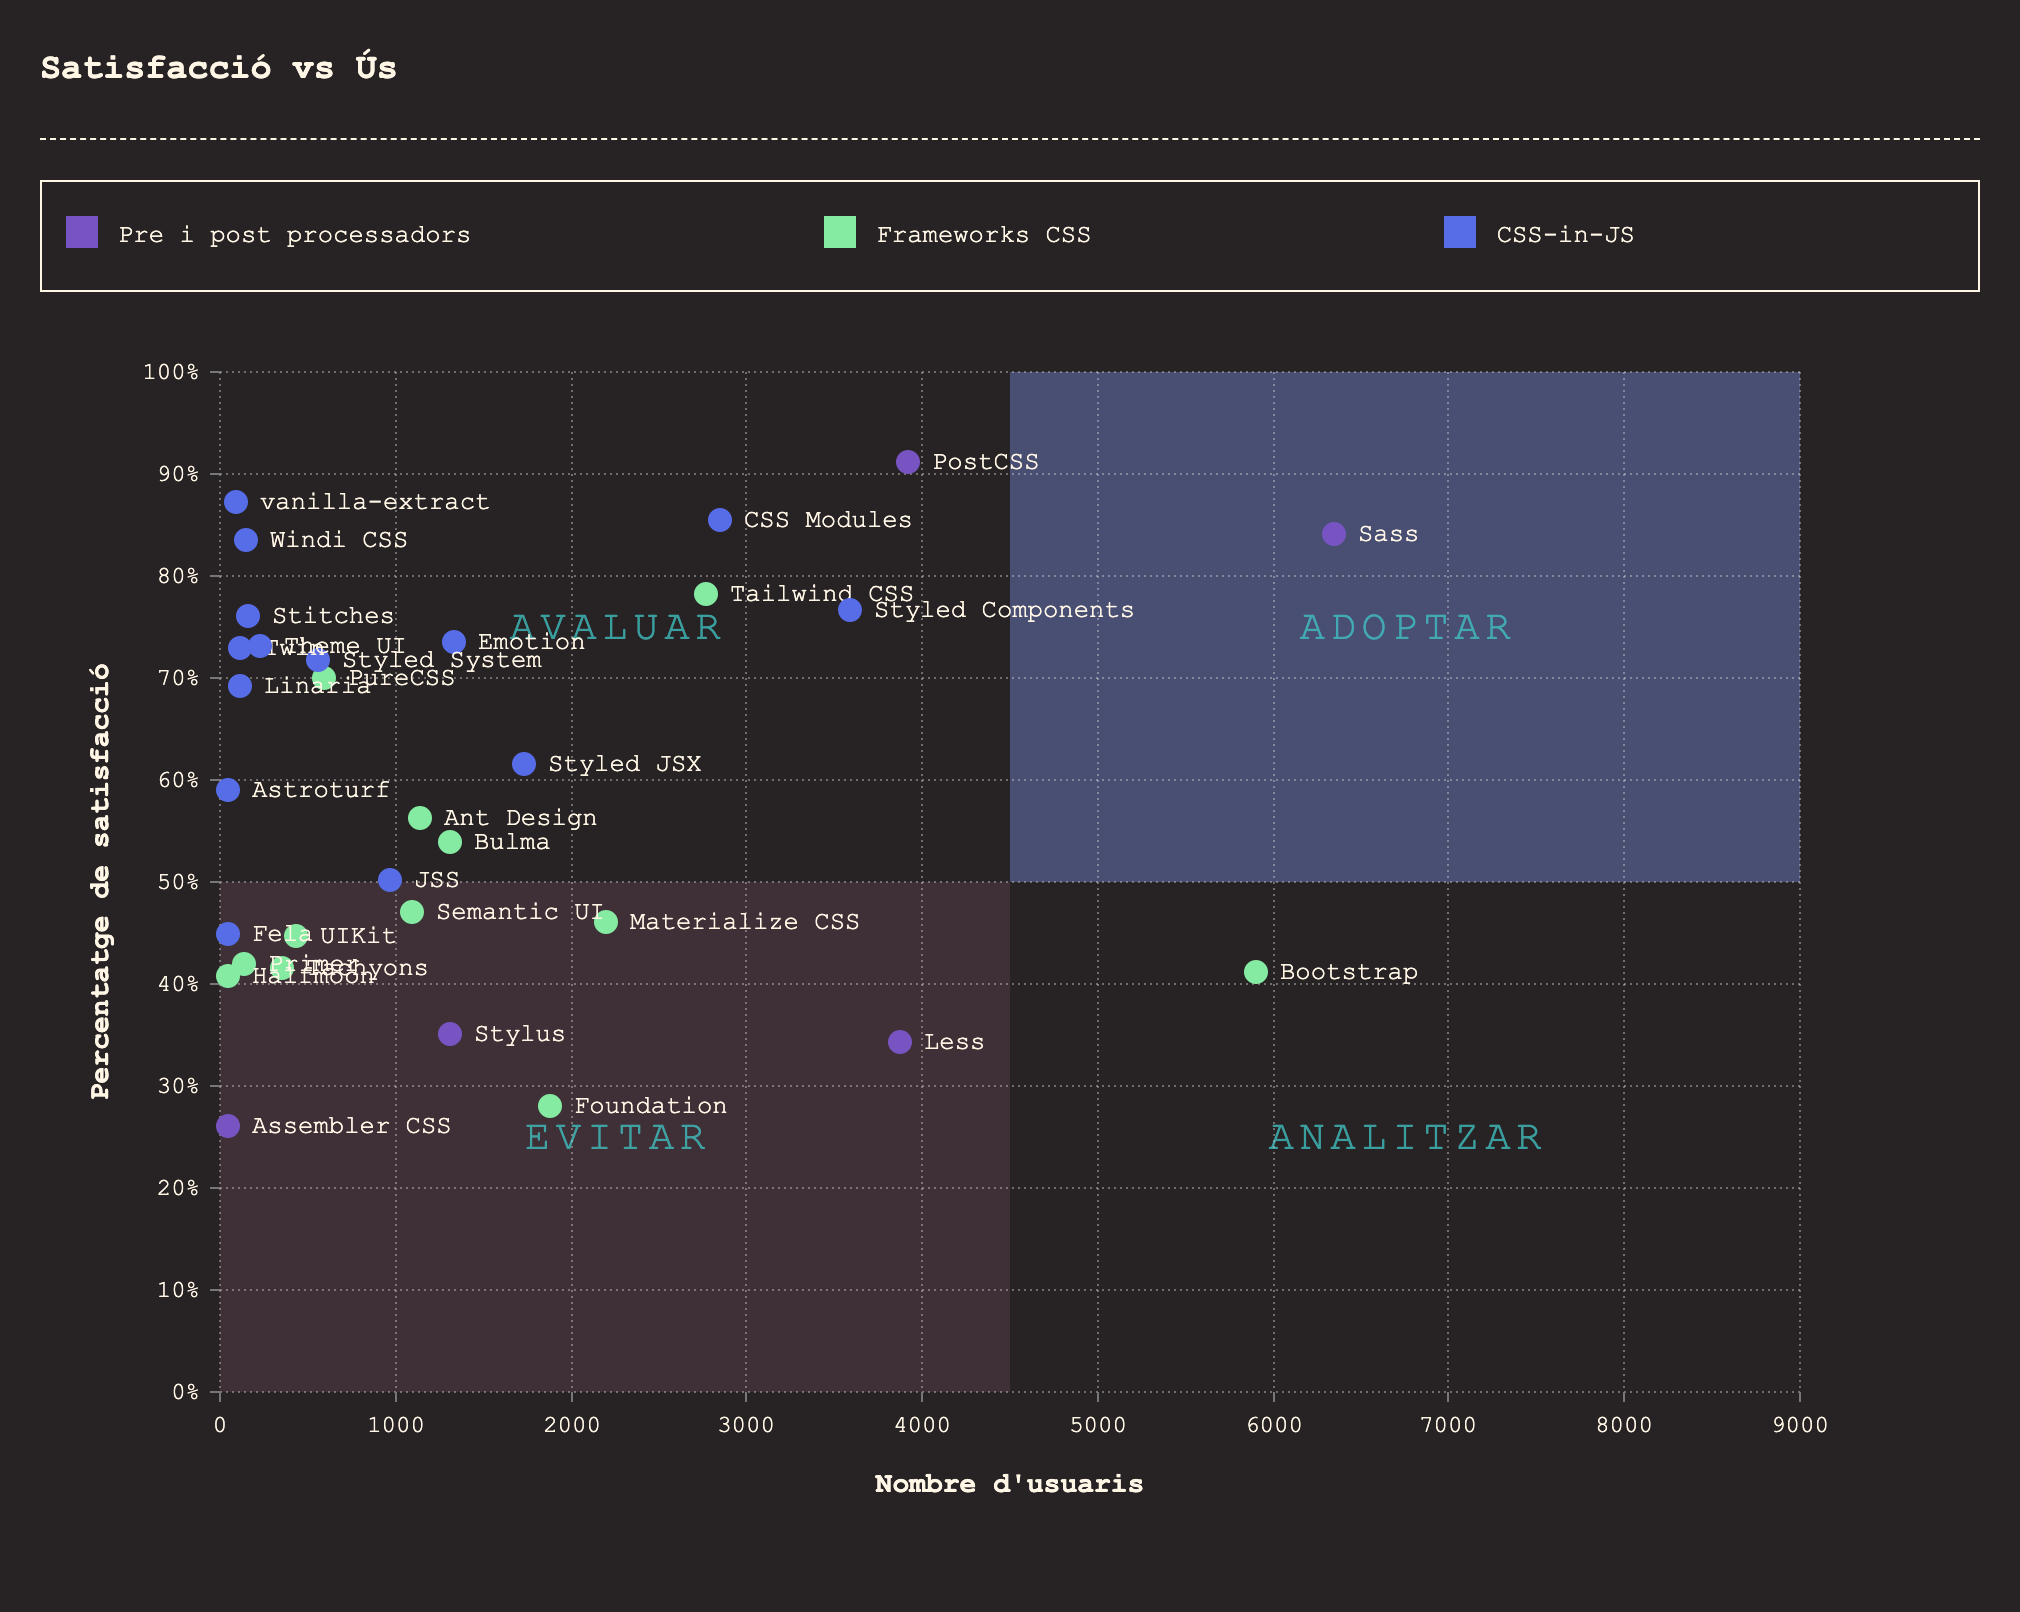 Satisfacció vs Ús
Pre i post processadors
Frameworks CSS
CSS-in-JS
100%
90%
80%
70%
60%
50%
40%
30%
20%
10%
0%
Percentatge de satisfacció
PostCSS
vanilla-extract
CSS Modules
Sass
Windi CSS
Tailwind CSS
Styled Components
Stitches
AVALUAR
ADOPTAR
Emotion
Theme UI
Twin
Styled System
PureCSS
Linaria
Styled JSX
Astroturf
Ant Design
Bulma
JSS
Semantic UI
Materialize CSS
Fela
UIKit
Primer
Tachyons
Halfmoon
Bootstrap
Stylus
Less
Foundation
Assembler CSS
EVITAR
ANALITZAR
0
1000
2000
3000
4000
5000
6000
7000
8000
9000
Nombre d'usuaris